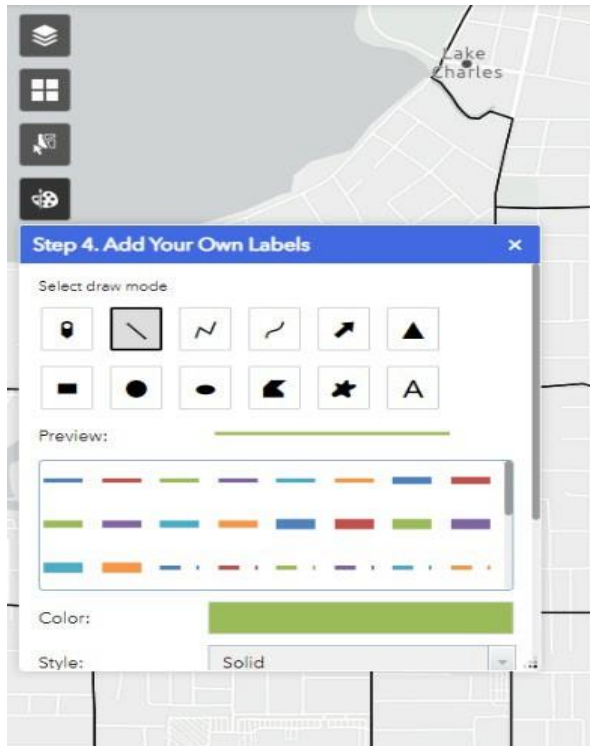 Lake
Charles
Step 4. Add Your Own Labels ×
Select draw mode
A
Preview:
Color:
Style: Solid